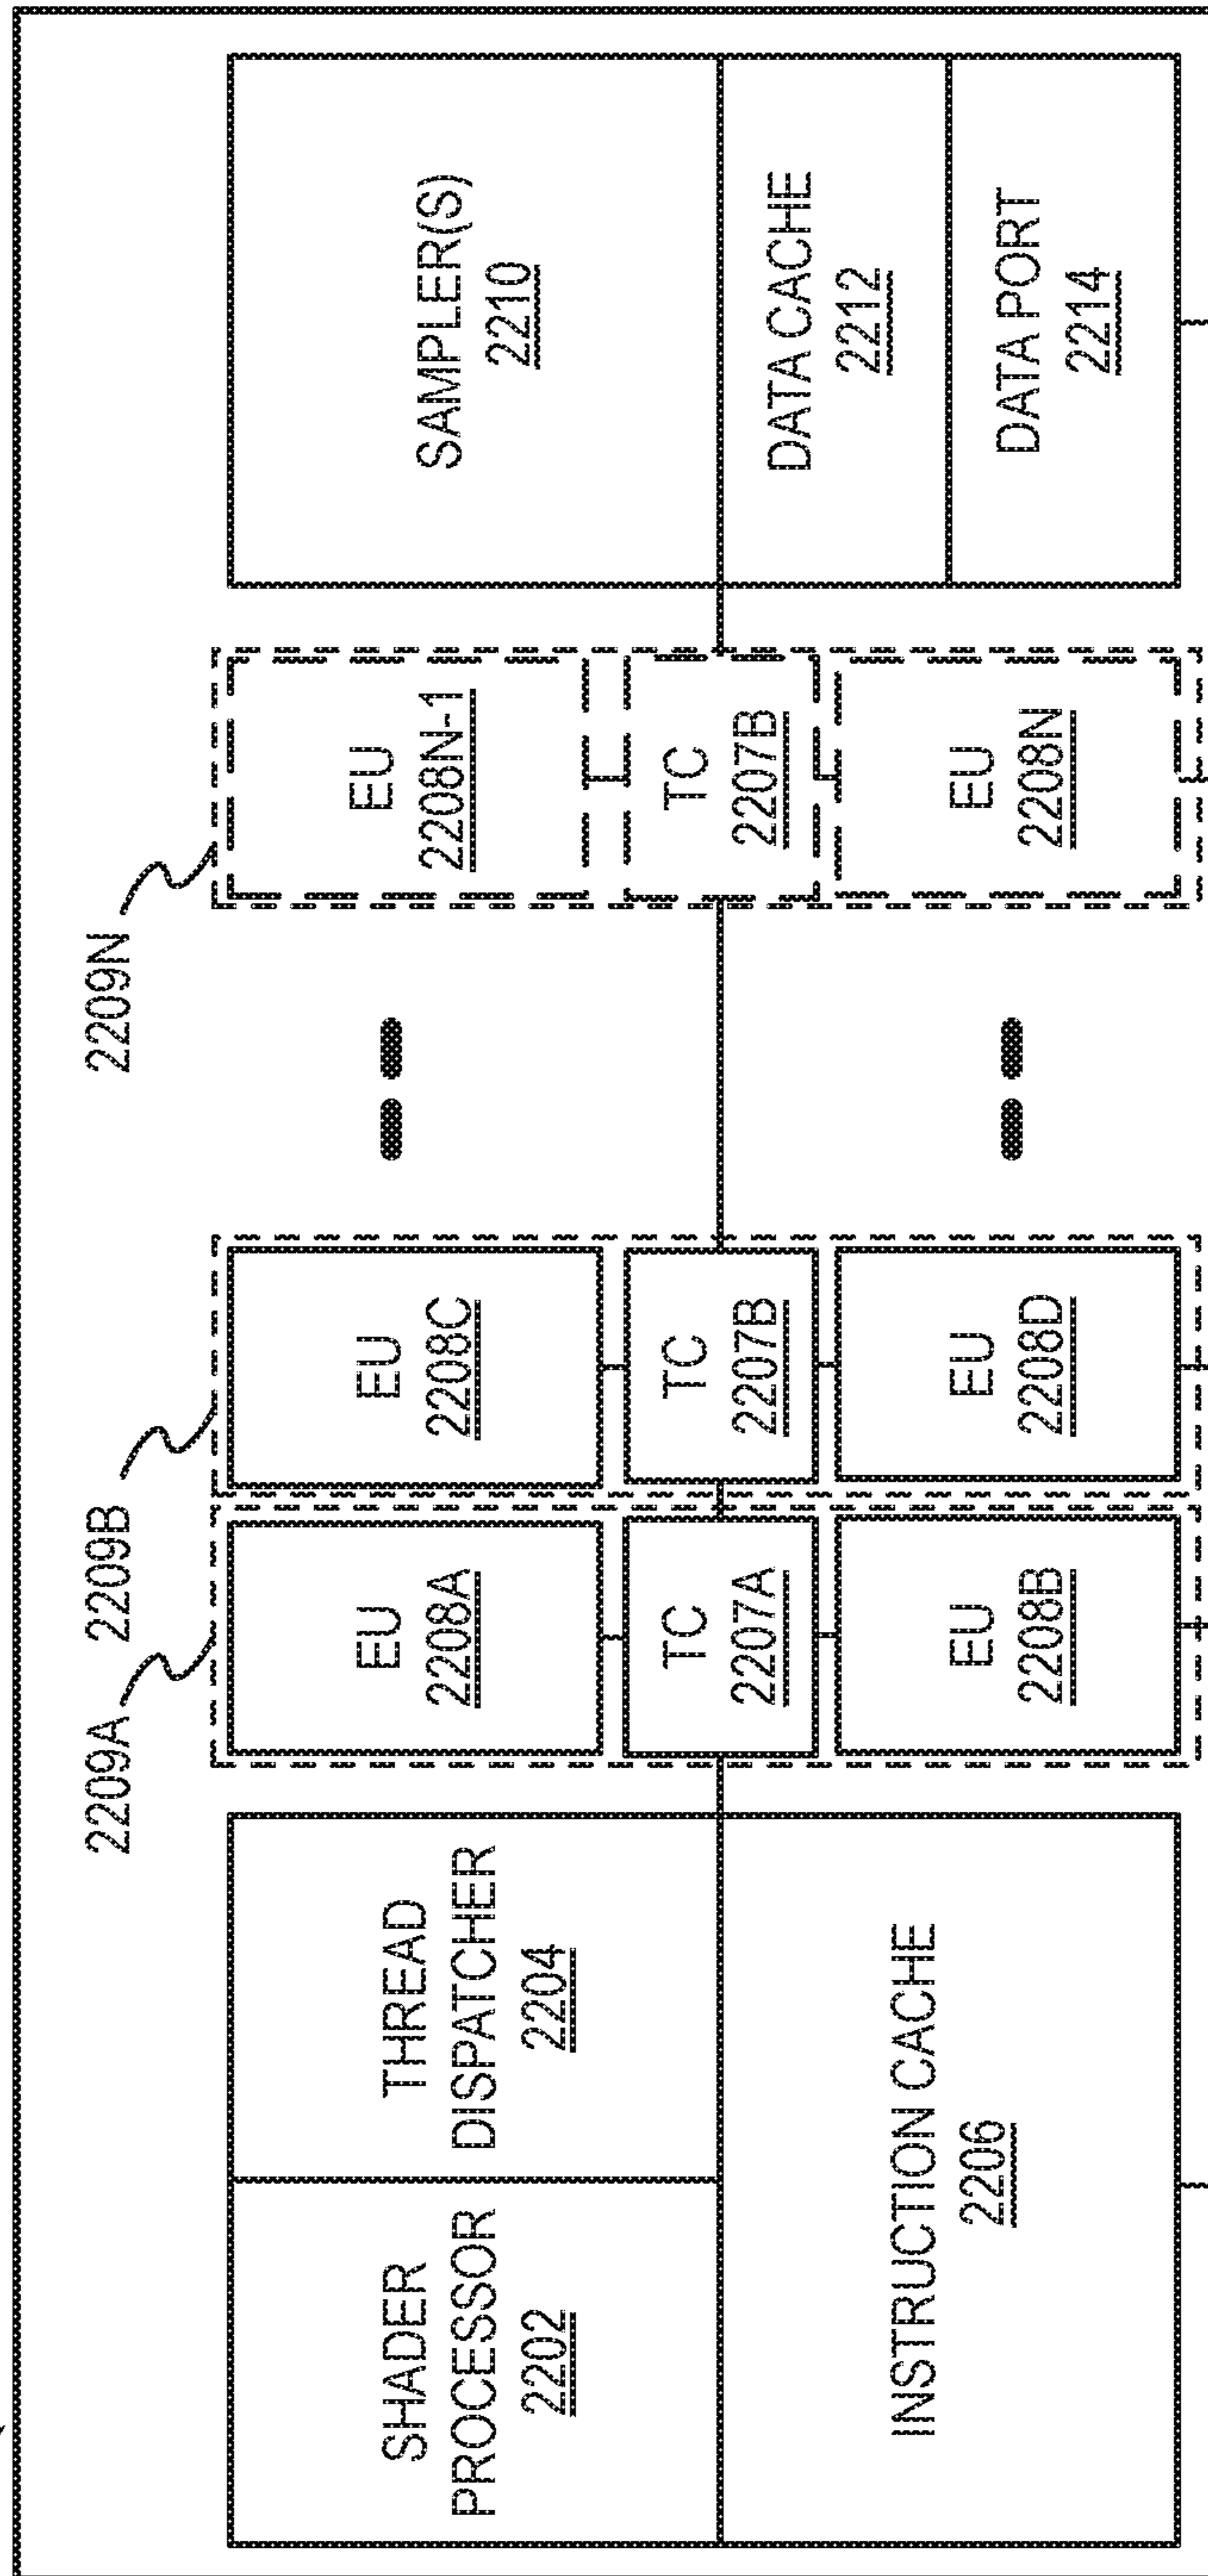 2209A
2209B
2209N
SHADER
PROCESSOR
2202
THREAD
DISPATCHER
2204
INSTRUCTION CACHE
2206
EU
2208A
TC
2207A
EU
2208B
EU
2208C
TC
2207B
EU
2208D
EU
2208N-1
TC
2207B
EU
2208N
SAMPLER(S)
2210
DATA CACHE
2212
DATA PORT
2214